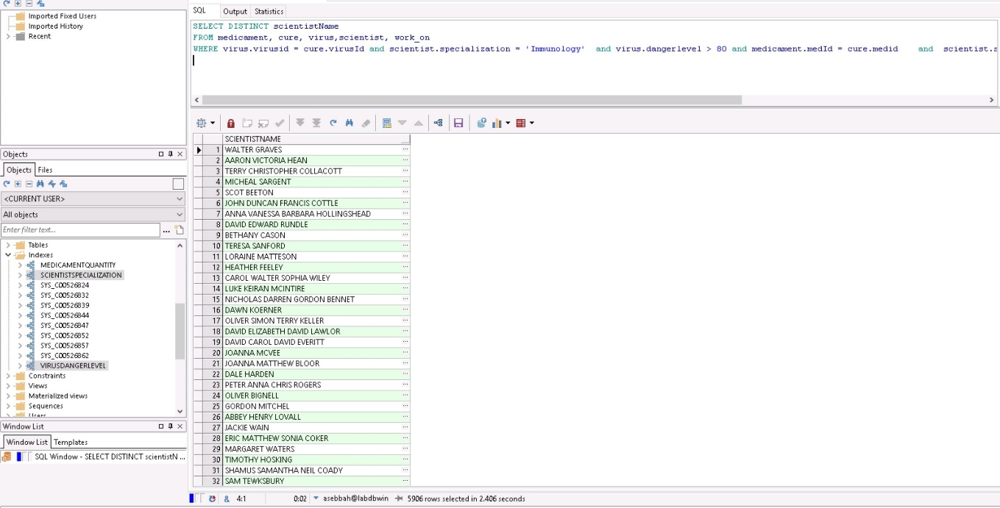 Imported Fixed Users
Imported History
Recent
Objects
Objects Files
<CURRENT USER>
All objects
Enter filter text...
Tables
Indexes
MEDICAMENTQUANTITY
SCIENTISTSPECIALIZATION
SYS_C00526824
SYS_C00526832
SYS_C00526839
SYS_C00526844
SYS_C00526847
SYS_C00526852
SYS_C00526857
SYS_C00526862
VIRUSDANGERLEVEL
Constraints
Views
Materialized views
Sequences
Users
Window List
Window List Templates
SQL Window - SELECT DISTINCT scientistN ...
SQL Output Statistics
SELECT DISTINCT scientistName
FROM medicament, cure, virus,scientist, work_on
WHERE virus.virusid = cure.virusId and scientist.specialization = 'Immunology' and virus.dangerlevel > 80 and medicament.medId = cure.medid and scientist.s
SCIENTISTNAME
1 WALTER GRAVES
2 AARON VICTORIA HEAN
3 TERRY CHRISTOPHER COLLACOTT
4 MICHEAL SARGENT
5 SCOT BEETON
6 JOHN DUNCAN FRANCIS COTTLE
7 ANNA VANESSA BARBARA HOLLINGSHEAD
8 DAVID EDWARD RUNDLE
9 BETHANY CASON
10 TERESA SANFORD
11 LORAINE MATTESON
12 HEATHER FEELEY
13 CAROL WALTER SOPHIA WILEY
14 LUKE KEIRAN MCINTIRE
15 NICHOLAS DARREN GORDON BENNET
16 DAWN KOERNER
17 OLIVER SIMON TERRY KELLER
18 DAVID ELIZABETH DAVID LAWLOR
19 DAVID CAROL DAVID EVERITT
20 JOANNA MCVEE
21 JOANNA MATTHEW BLOOR
22 DALE HARDEN
23 PETER ANNA CHRIS ROGERS
24 OLIVER BIGNELL
25 GORDON MITCHEL
26 ABBEY HENRY LOVALL
27 JACKIE WAIN
28 ERIC MATTHEW SONIA COKER
29 MARGARET WATERS
30 TIMOTHY HOSKING
31 SHAMUS SAMANTHA NEIL COADY
32 SAM TEWKSBURY
& 4:1 0:02 asebbah@labdbwin 5906 rows selected in 2.406 seconds